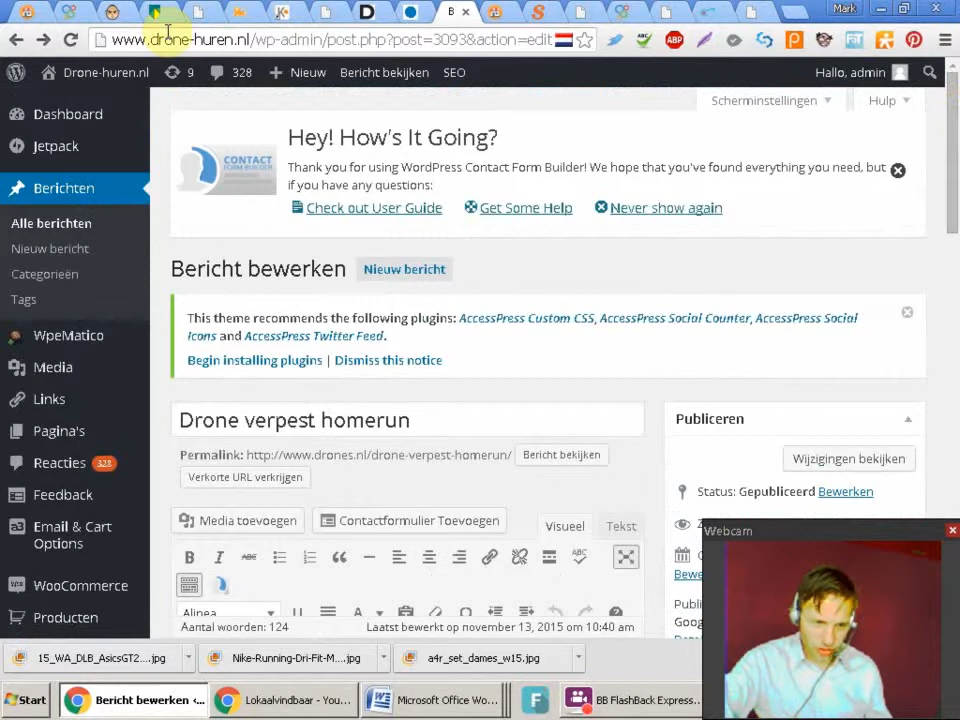 B
Mark
www.drone-huren.nl/wp-admin/post.php?post=3093&action=edit
Drone-huren.nl
9
328
Nieuw
Bericht bekijken
SEO
Hallo, admin
Dashboard
Jetpack
Berichten
Alle berichten
Nieuw bericht
Categorieën
Tags
WpeMatico
Media
Links
Pagina's
Reacties 328
Feedback
Email & Cart
Options
WooCommerce
Producten
Scherminstellingen
Hulp
CONTACT
FORM BUILDER
Hey! How's It Going?
Thank you for using WordPress Contact Form Builder! We hope that you've found everything you need, but
if you have any questions:
Check out User Guide
Get Some Help
Never show again
Bericht bewerken
Nieuw bericht
This theme recommends the following plugins: AccessPress Custom CSS, AccessPress Social Counter, AccessPress Social
Icons and AccessPress Twitter Feed.
Begin installing plugins | Dismiss this notice
Drone verpest homerun
Permalink: http://www.drones.nl/drone-verpest-homerun/
Bericht bekijken
Verkorte URL verkrijgen
Media toevoegen
Contactformulier Toevoegen
Visueel
Tekst
B I ABC
ABC
Alinea
U
A
Aantal woorden: 124
Laatst bewerkt op november 13, 2015 om 10:40 am
Publiceren
Wijzigingen bekijken
Status: Gepubliceerd Bewerken
Webcam
15_WA_DLB_AsicsGT2....jpg
Nike-Running-Dri-Fit-M....jpg
a4r_set_dames_w15.jpg
Start
Bericht bewerken ‹...
Lokaalvindbaar - You...
Microsoft Office Wo...
F
BB FlashBack Express...